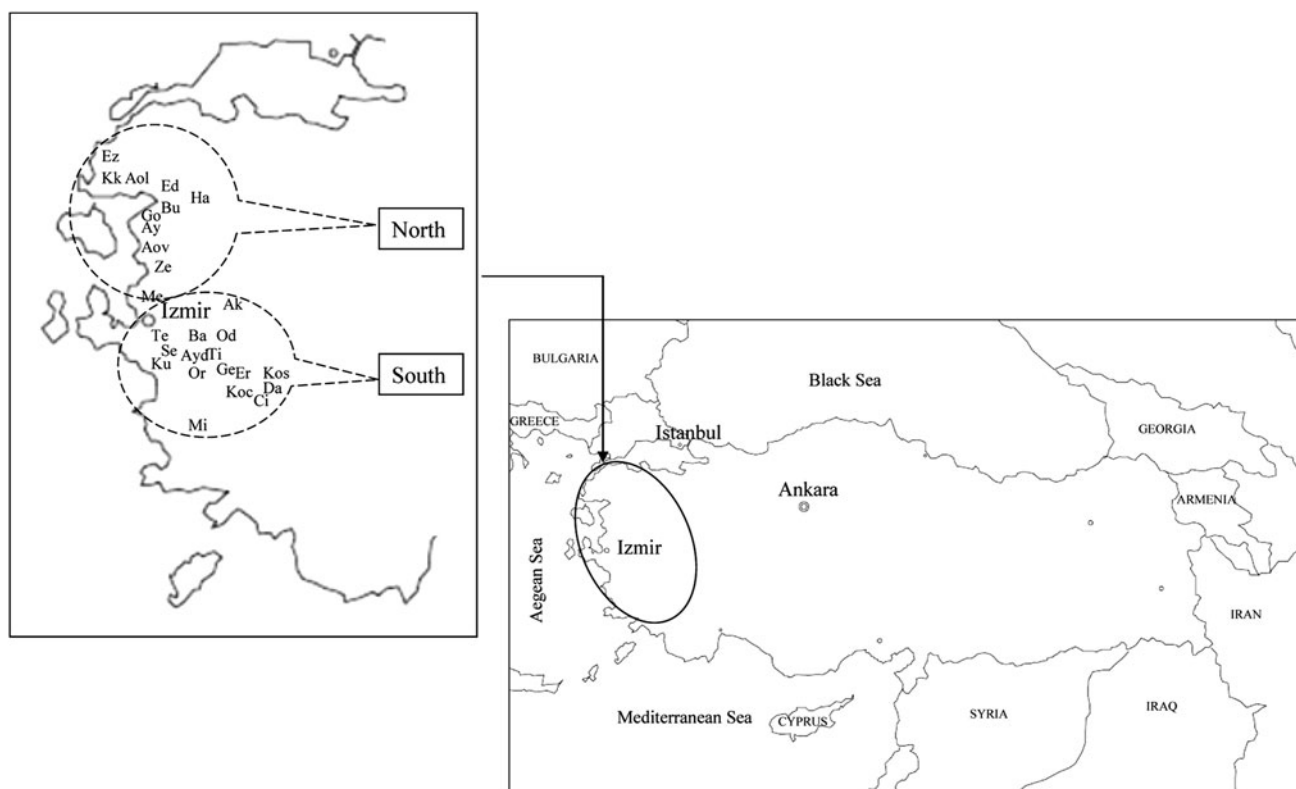 Ez
Kk Aol
Ed
Ha
Bu
Go
Ay
Aov
Ze
Me
North
Izmir
Ak
Te
Ba
Od
Se
Ayd
Ti
Ku
Or
Ge
Er
Kos
Koc
Da
Ci
Mi
South
BULGARIA
Black Sea
GREECE
Istanbul
GEORGIA
Ankara
ARMENIA
Izmir
Aegean Sea
IRAN
Mediterranean Sea
CYPRUS
SYRIA
IRAQ